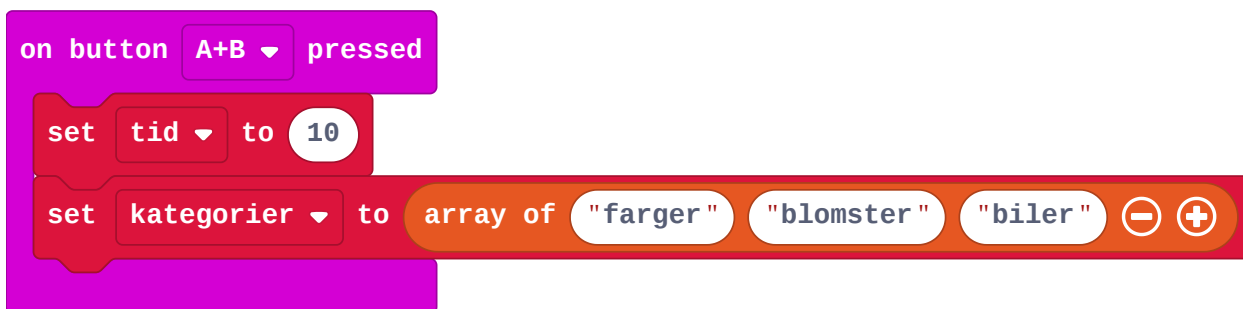 on button A+B pressed
set tid to 10
set kategorier to array of "farger" "blomster" "biler"